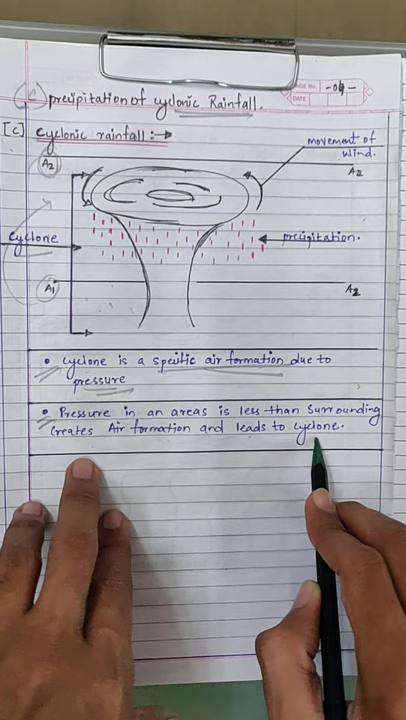 (C) precipitation of cyclonic Rainfall.
PAGE NO. -04-
DATE
[C] Cyclonic rainfall:→
movement of
Wind.
A2
A2
Cyclone
precipitation.
A1
A2
• Cyclone is a specific air formation due to
pressure
• Pressure in an areas is less than Surrounding
Creates Air formation and leads to cyclone.